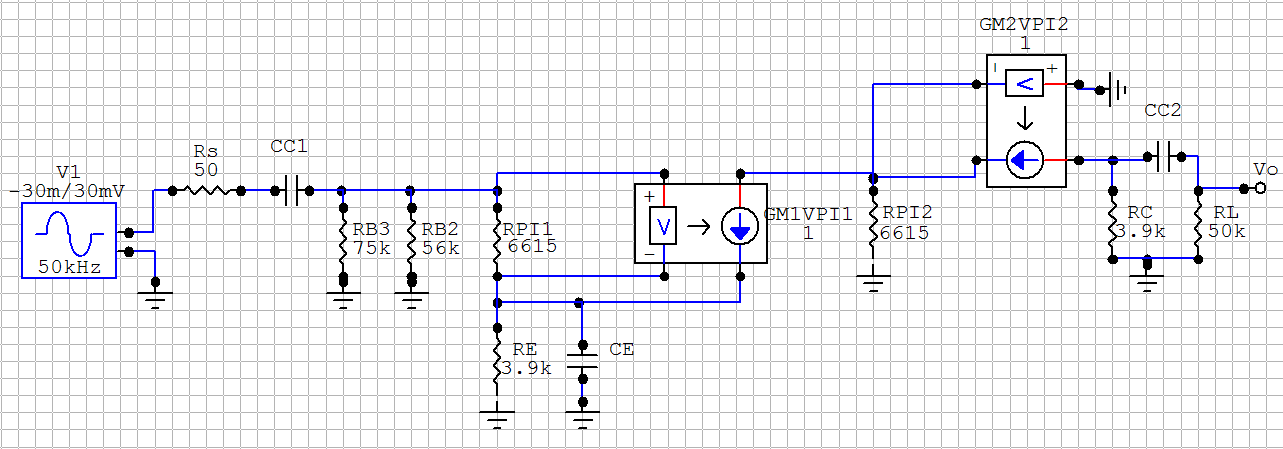 GM2VPI2
1
- +
<
CC2
CC1
Rs
50
V1
-30m/30mV
Vo
+
V
-
GM1VPI1
1
RB3
75k
RB2
56k
RPI1
6615
RPI2
6615
RC
3.9k
RL
50k
50kHz
RE
3.9k
CE